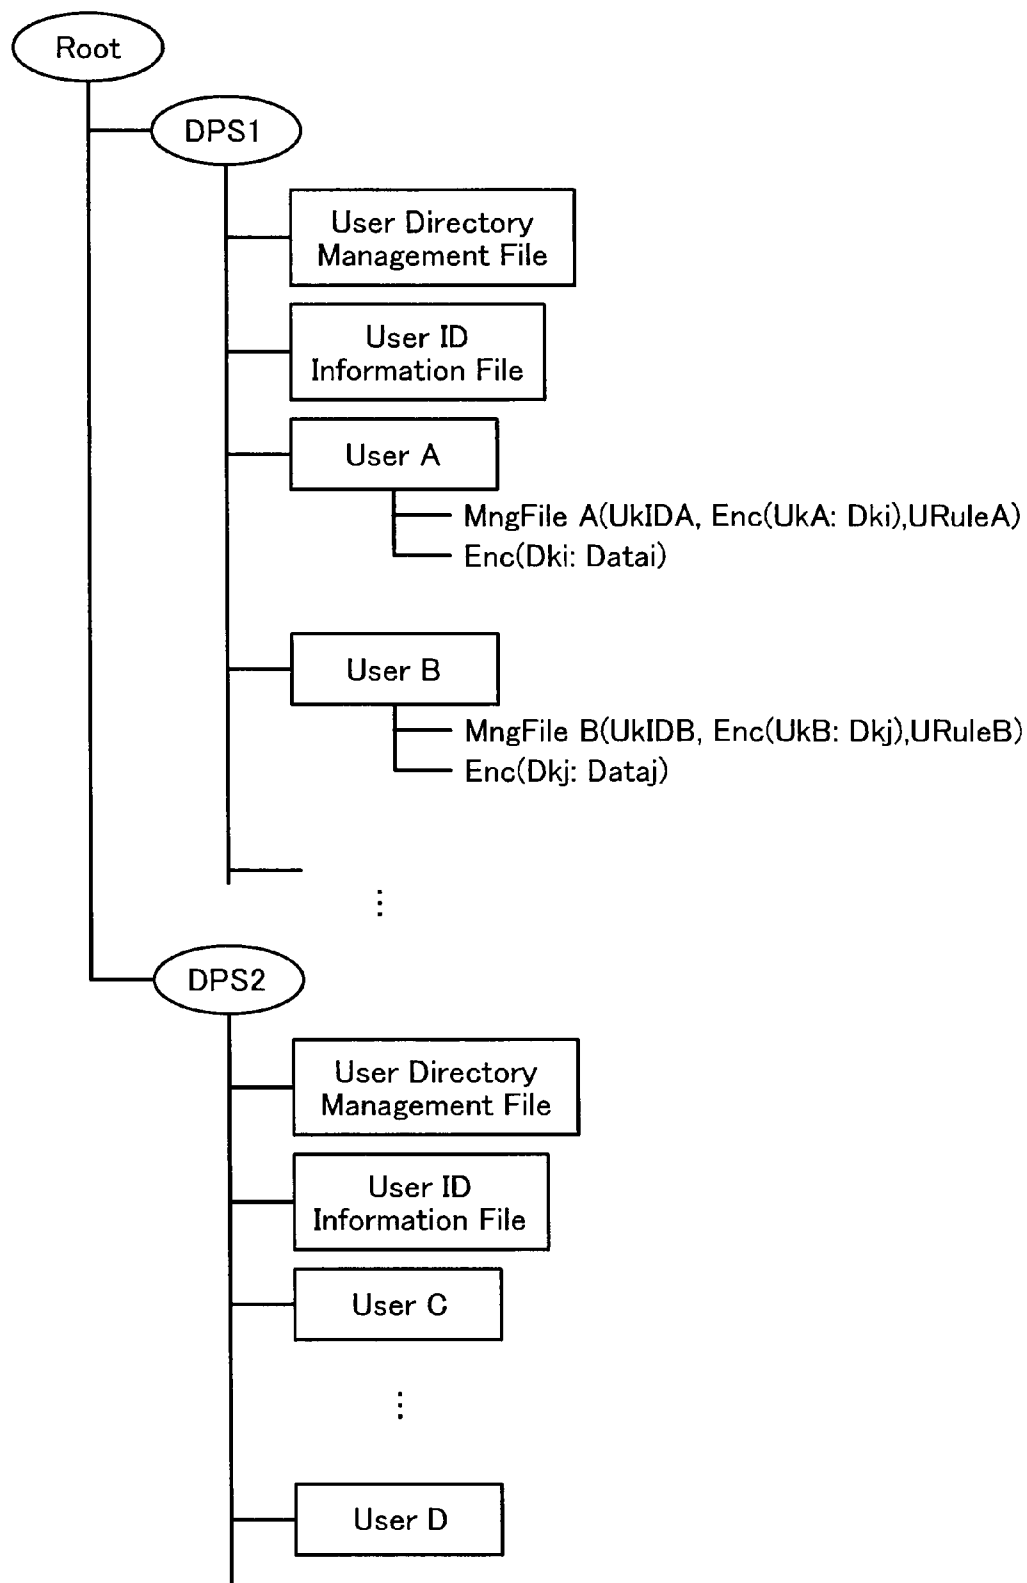 Root
DPS1
User Directory
Management File
User ID
Information File
User A
MngFile A(UkIDA, Enc(UkA: Dki),URuleA)
Enc(Dki: Datai)
User B
MngFile B(UkIDB, Enc(UkB: Dkj),URuleB)
Enc(Dkj: Dataj)
⋮
DPS2
User Directory
Management File
User ID
Information File
User C
⋮
User D